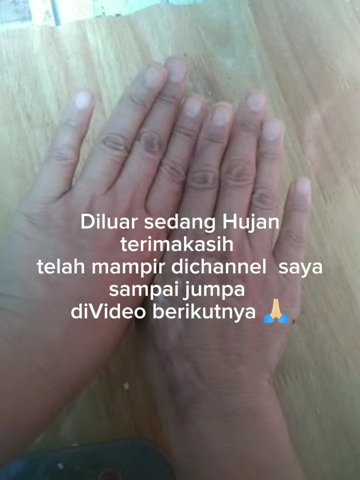 Diluar sedang Hujan
terimakasih
telah mampir dichannel  saya
sampai jumpa
diVideo berikutnya 🙏🏼